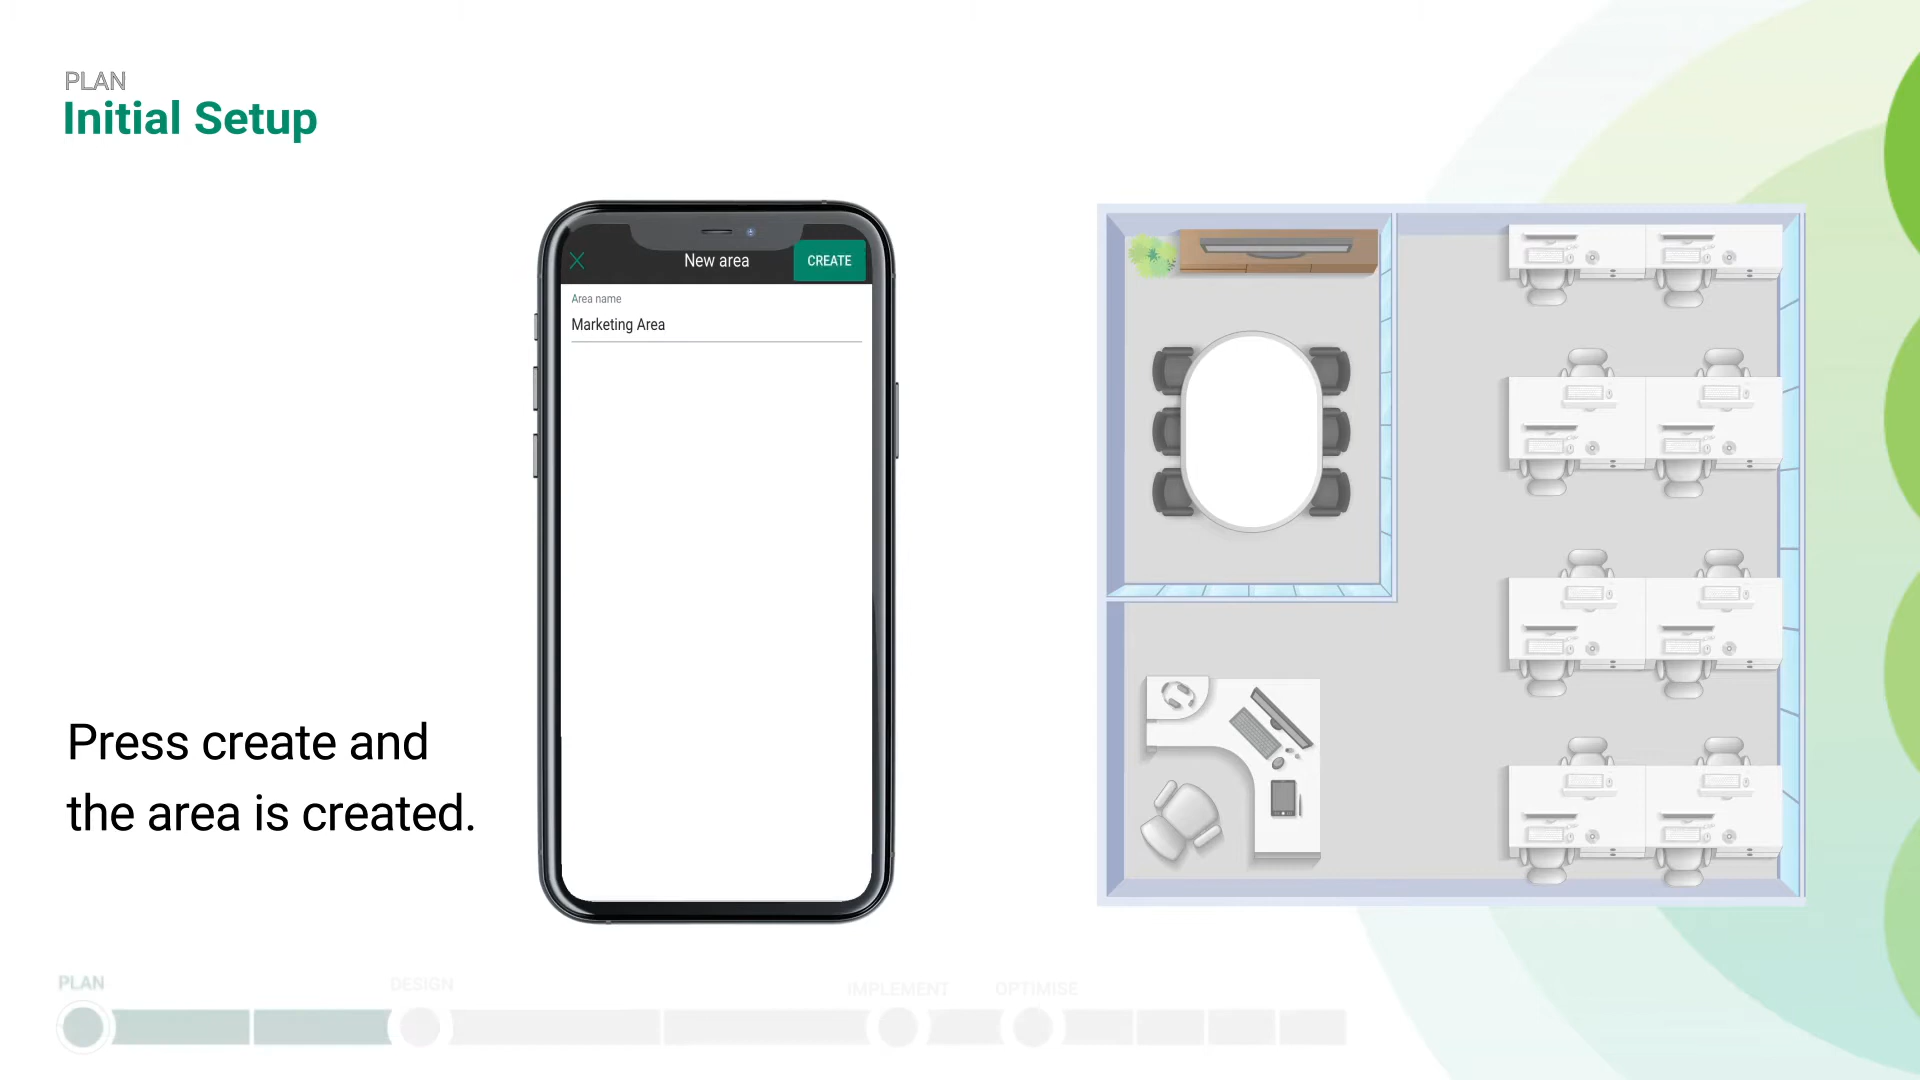 PLAN
Initial Setup
New area
CREATE
Area name
Marketing Area
Press create and
the area is created.
PLAN
DESIGN
IMPLEMENT
OPTIMISE